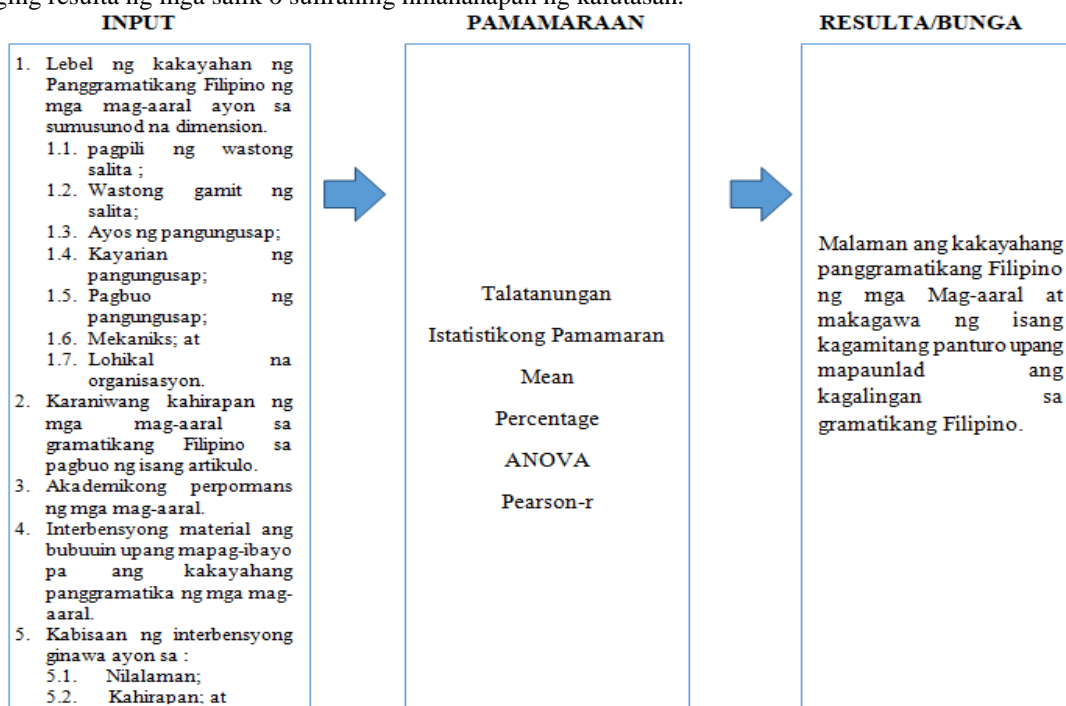 ging resulta ng mga salik o suliraning hinahanapan ng kalutasan.
INPUT
1. Lebel ng kakayahan ng
Panggramatikang Filipino ng
mga mag-aaral ayon sa
sumusunod na dimension.
1.1. pagpili ng wastong
salita ;
1.2. Wastong gamit ng
salita;
1.3. Ayos ng pangungusap;
1.4. Kayarian ng
pangungusap;
1.5. Pagbuo ng
pangungusap;
1.6. Mekaniks; at
1.7. Lohikal na
organisasyon.
2. Karaniwang kahirapan ng
mga mag-aaral sa
gramatikang Filipino sa
pagbuo ng isang artikulo.
3. Akademikong perpormans
ng mga mag-aaral.
4. Interbensyong material ang
bubuuin upang mapag-ibayo
pa ang kakayahang
panggramatika ng mga mag-
aaral.
5. Kabisaan ng interbensyong
ginawa ayon sa :
5.1. Nilalaman;
5.2. Kahirapan; at
PAMAMARAAN
Talatanungan
Istatistikong Pamamaran
Mean
Percentage
ANOVA
Pearson-r
RESULTA/BUNGA
Malaman ang kakayahang
panggramatikang Filipino
ng mga Mag-aaral at
makagawa ng isang
kagamitang panturo upang
mapaunlad ang
kagalingan sa
gramatikang Filipino.